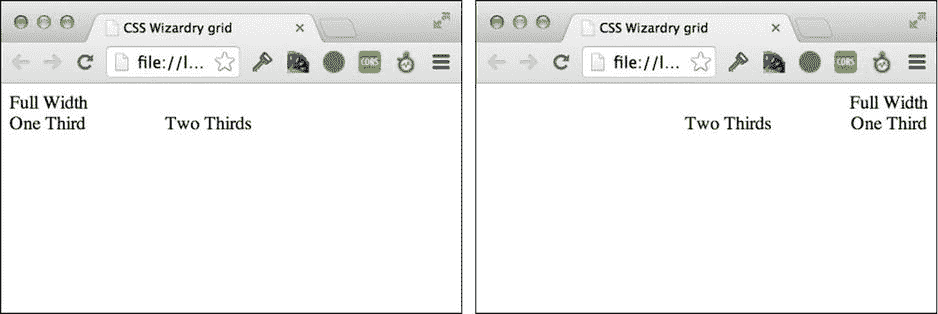 CSS Wizardry grid
file://l...
CORS
Full Width
One Third Two Thirds
CSS Wizardry grid
file://l...
CORS
Full Width
Two Thirds One Third